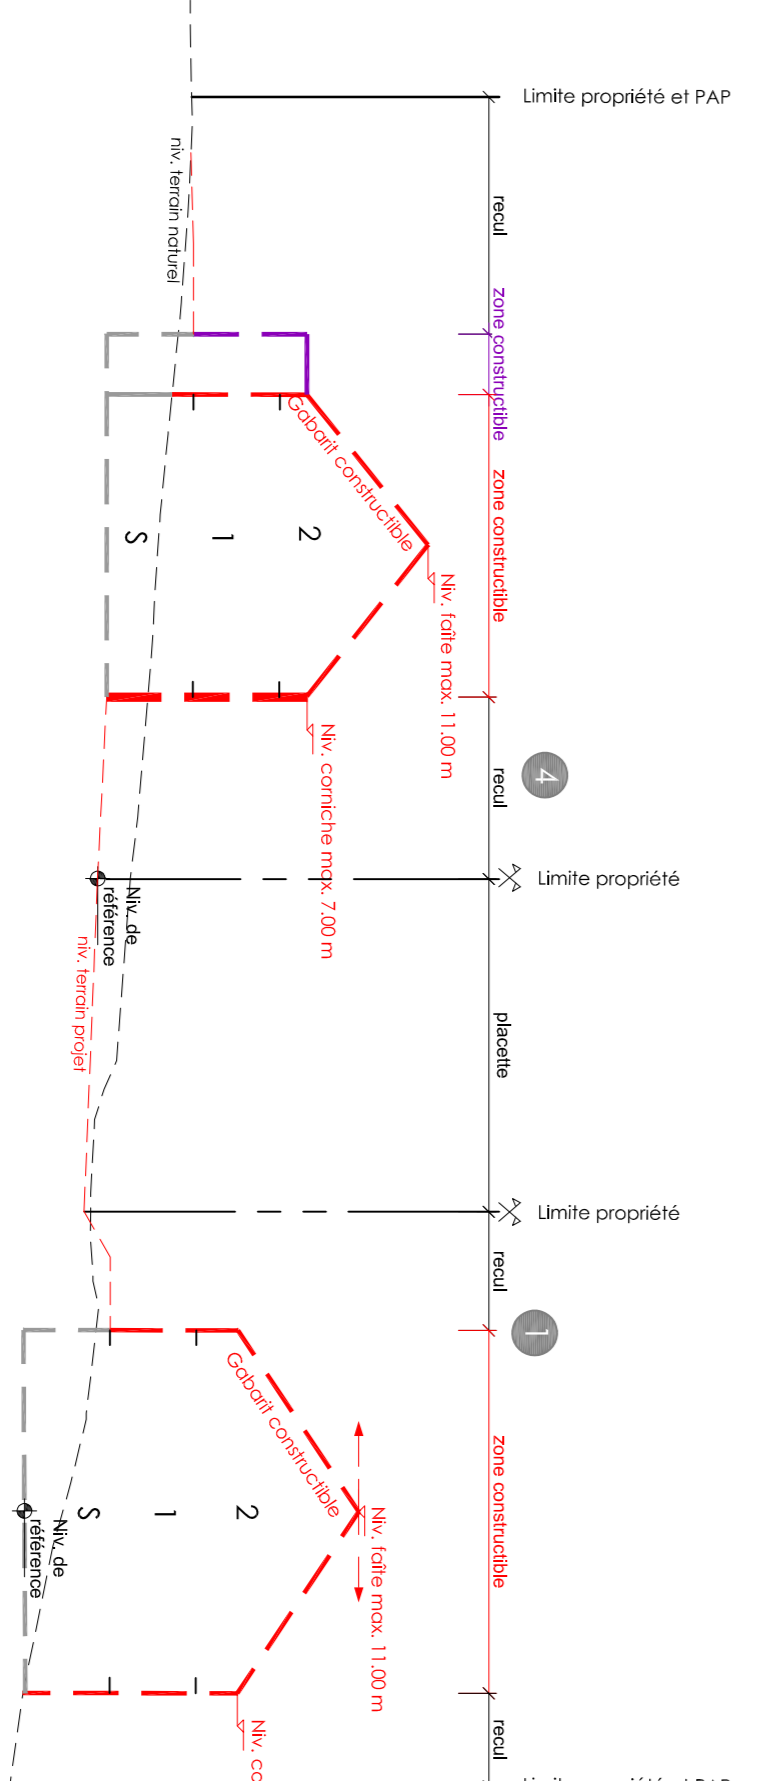 Limite propriété et PAP
recul
niv. terrain naturel
zone constructible
zone constructible
Gabarit constructible
S
1
2
Niv. faîte max. 11.00 m
Niv. corniche max. 7.00 m
recul
4
Limite propriété
Niv. de
référence
niv. terrain projet
placette
Limite propriété
recul
1
Gabarit constructible
zone constructible
S
1
2
Niv. faîte max. 11.00 m
Niv. de
référence
recul